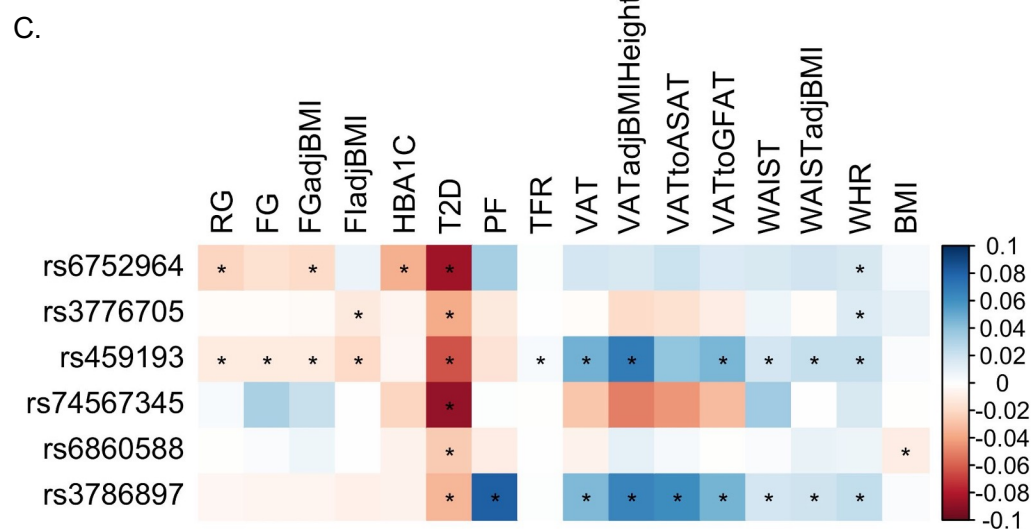 C.
RG
FG
FGadjBMI
FIadjBMI
HBA1C
T2D
PF
TFR
VAT
VATadjBMIHeight
VATtoASAT
VATtoGFAT
WAIST
WAISTadjBMI
WHR
BMI
rs6752964 * * * * *
rs3776705 * * *
rs459193 * * * * * * * * * * * *
rs74567345 *
rs6860588 * *
rs3786897 * * * * * * * * *
0.1
0.08
0.06
0.04
0.02
0
-0.02
-0.04
-0.06
-0.08
-0.1